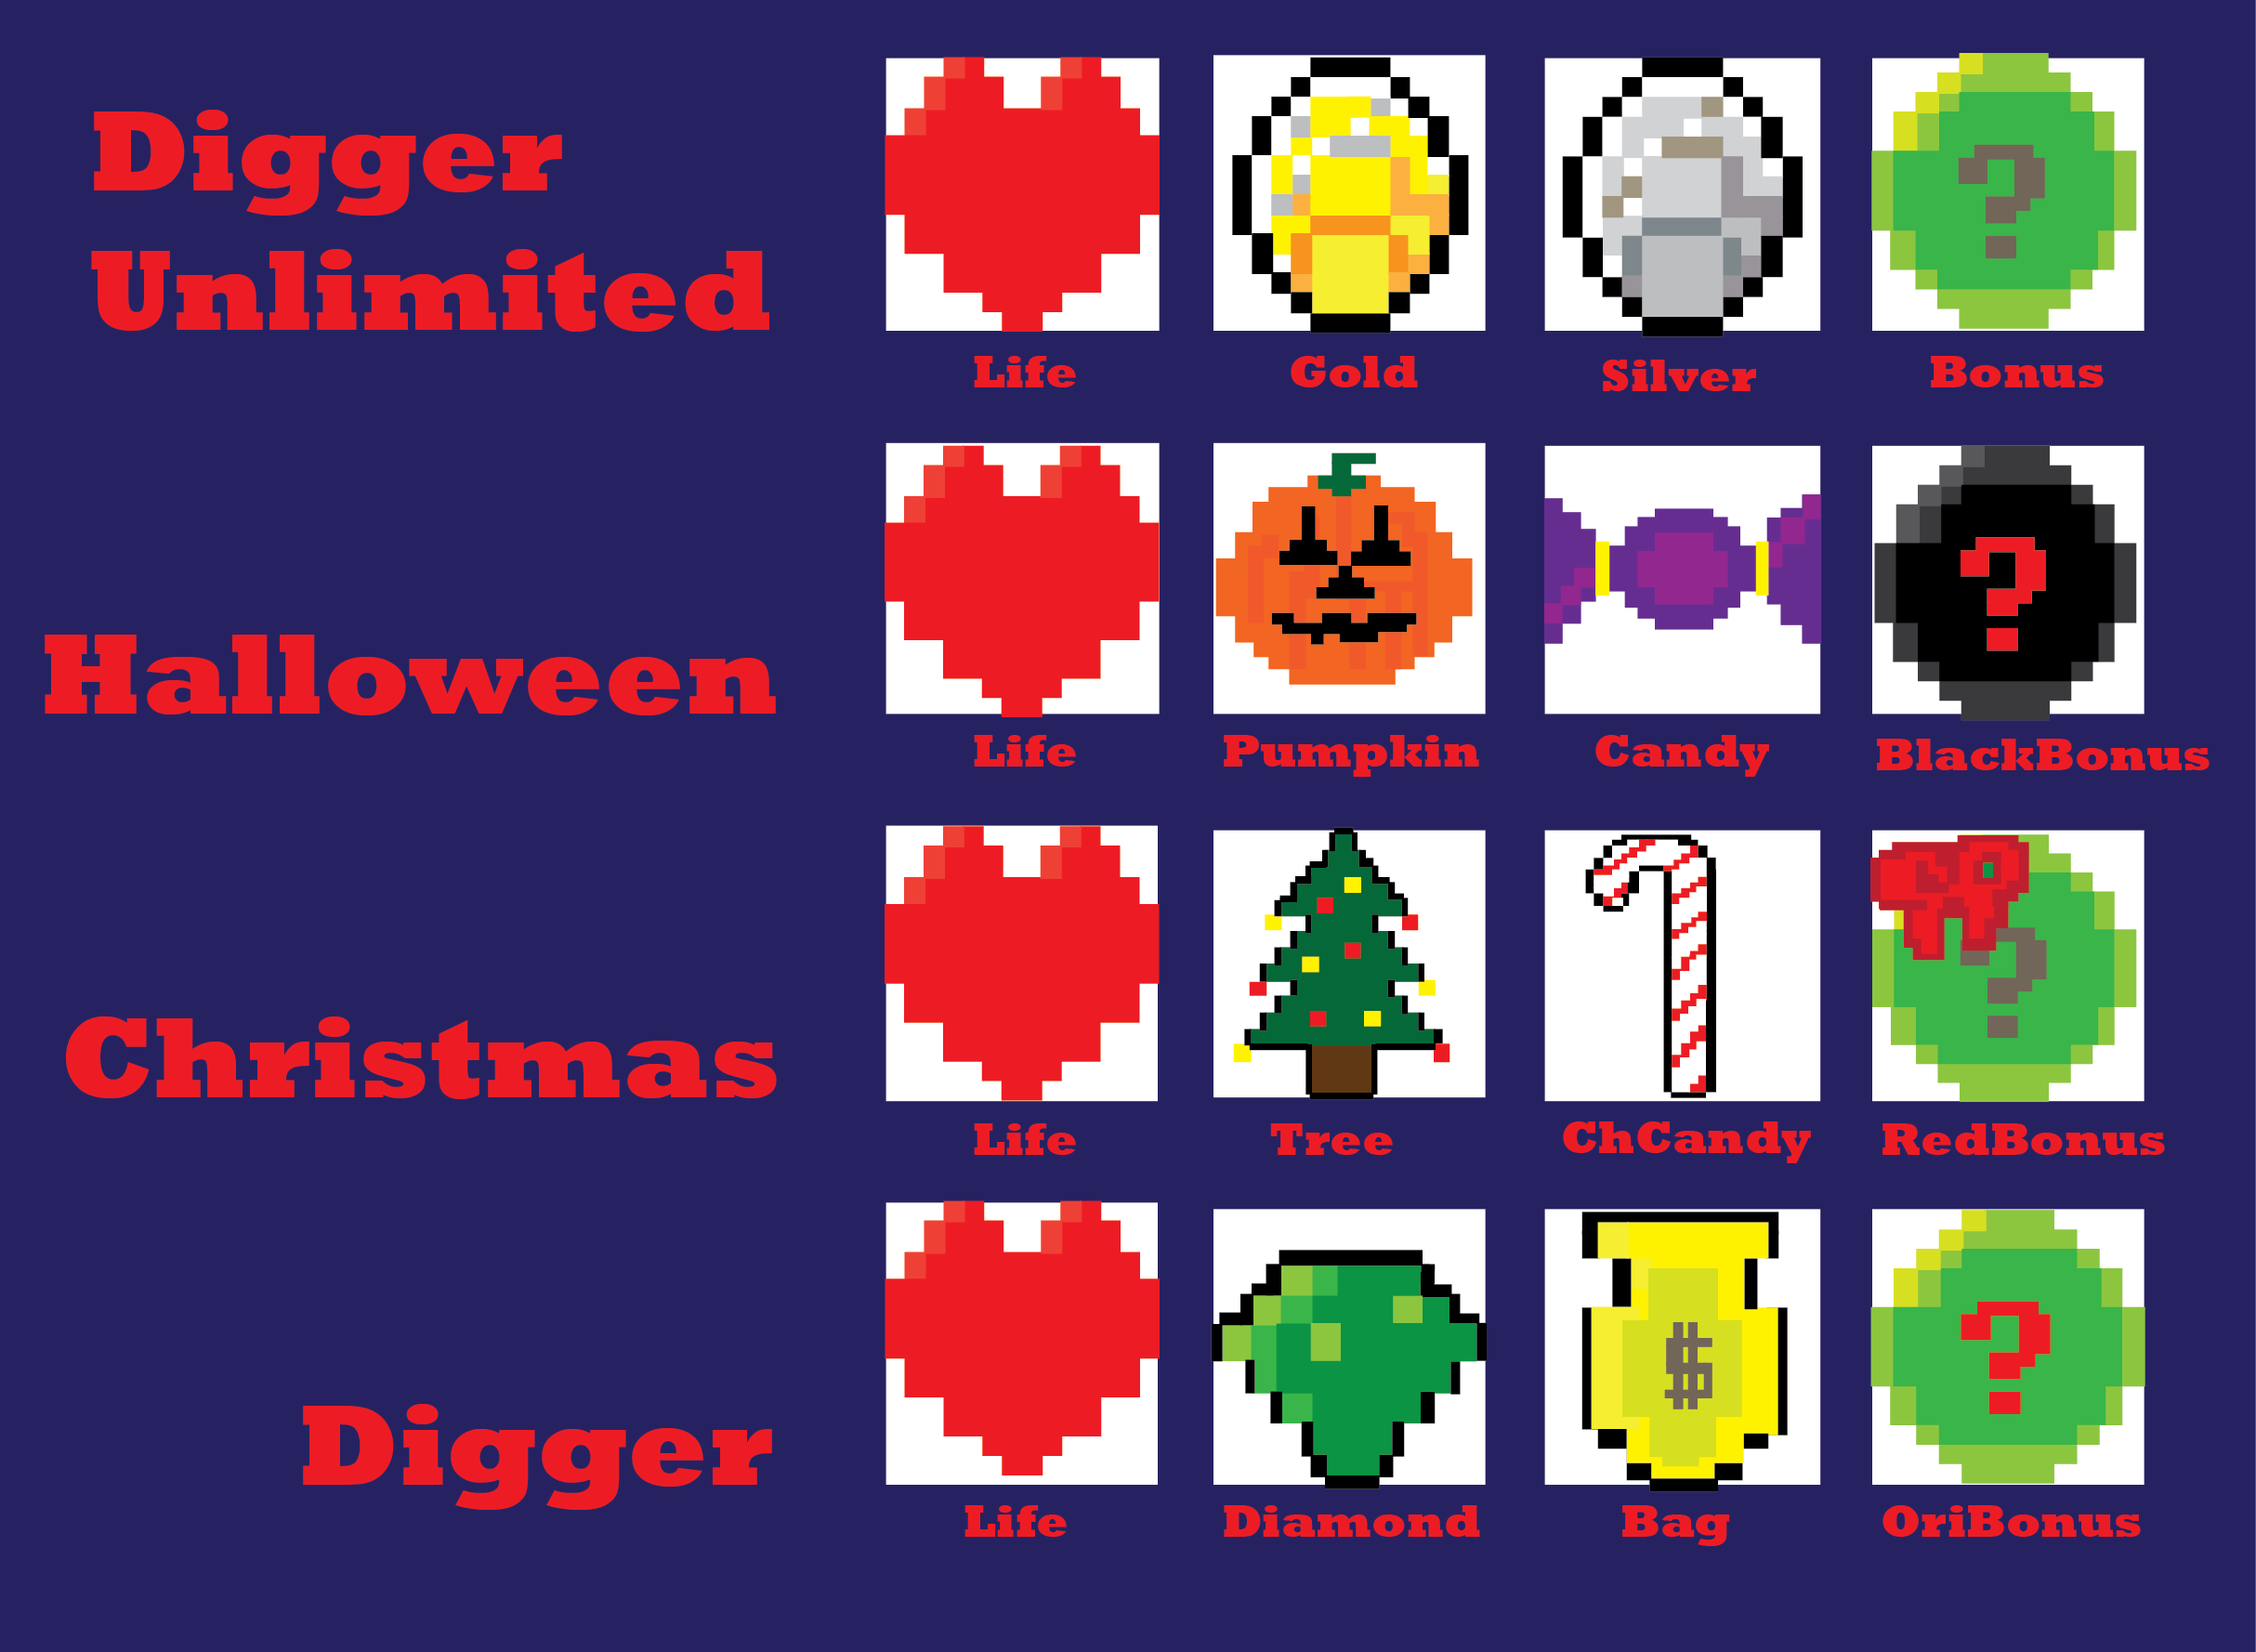 Digger
Unlimited
Life Gold Silver Bonus
Halloween
Life Pumpkin Candy BlackBonus
Christmas
Life Tree ChCandy RedBonus
$
Digger
Life Diamond Bag OriBonus